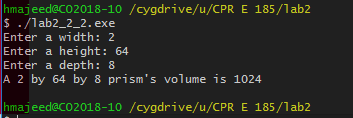 hmajeed@CO2018-10 /cygdrive/u/CPR E 185/lab2
$ ./lab2_2_2.exe
Enter a width: 2
Enter a height: 64
Enter a depth: 8
A 2 by 64 by 8 prism's volume is 1024
hmajeed@CO2018-10 /cygdrive/u/CPR E 185/lab2